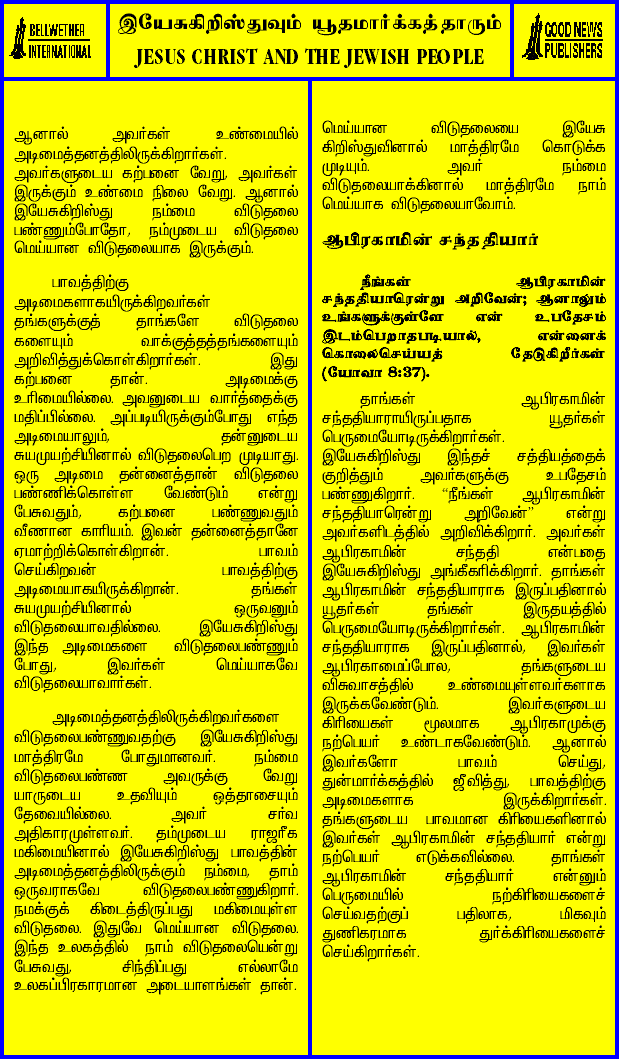 BELLWETHER
INTERNATIONAL
இயேசுகிறிஸ்துவும் யூதமார்க்கத்தாரும்
JESUS CHRIST AND THE JEWISH PEOPLE
GOOD NEWS
PUBLISHERS
ஆனால் அவர்கள் உண்மையில்
அடிமைத்தனத்திலிருக்கிறார்கள்.
அவர்களுடைய கற்பனை வேறு, அவர்கள்
இருக்கும் உண்மை நிலை வேறு. ஆனால்
இயேசுகிறிஸ்து நம்மை விடுதலை
பண்ணும்போதோ, நம்முடைய விடுதலை
மெய்யான விடுதலையாக இருக்கும்.
பாவத்திற்கு
அடிமைகளாகயிருக்கிறவர்கள்
தங்களுக்குத் தாங்களே விடுதலை
களையும் வாக்குத்தத்தங்களையும்
அறிவித்துக்கொள்கிறார்கள். இது
கற்பனை தான். அடிமைக்கு
உரிமையில்லை. அவனுடைய வார்த்தைக்கு
மதிப்பில்லை. அப்படியிருக்கும்போது எந்த
அடிமையாலும், தன்னுடைய
சுயமுயற்சியினால் விடுதலைபெற முடியாது.
ஒரு அடிமை தன்னைத்தான் விடுதலை
பண்ணிக்கொள்ள வேண்டும் என்று
பேசுவதும், கற்பனை பண்ணுவதும்
வீணான காரியம். இவன் தன்னைத்தானே
ஏமாற்றிக்கொள்கிறான். பாவம்
செய்கிறவன் பாவத்திற்கு
அடிமையாகயிருக்கிறான். தங்கள்
சுயமுயற்சியினால் ஒருவனும்
விடுதலையாவதில்லை. இயேசுகிறிஸ்து
இந்த அடிமைகளை விடுதலைபண்ணும்
போது, இவர்கள் மெய்யாகவே
விடுதலையாவார்கள்.
அடிமைத்தனத்திலிருக்கிறவர்களை
விடுதலைபண்ணுவதற்கு இயேசுகிறிஸ்து
மாத்திரமே போதுமானவர். நம்மை
விடுதலைபண்ண அவருக்கு வேறு
யாருடைய உதவியும் ஒத்தாசையும்
தேவையில்லை. அவர் சர்வ
அதிகாரமுள்ளவர். தம்முடைய ராஜரீக
மகிமையினால் இயேசுகிறிஸ்து பாவத்தின்
அடிமைத்தனத்திலிருக்கும் நம்மை, தாம்
ஒருவராகவே விடுதலைபண்ணுகிறார்.
நமக்குக் கிடைத்திருப்பது மகிமையுள்ள
விடுதலை. இதுவே மெய்யான விடுதலை.
இந்த உலகத்தில் நாம் விடுதலையென்று
பேசுவது, சிந்திப்பது எல்லாமே
உலகப்பிரகாரமான அடையாளங்கள் தான்.
மெய்யான விடுதலையை இயேசு
கிறிஸ்துவினால் மாத்திரமே கொடுக்க
முடியும். அவர் நம்மை
விடுதலையாக்கினால் மாத்திரமே நாம்
மெய்யாக விடுதலையாவோம்.
ஆபிரகாமின் சந்ததியார்
நீங்கள் ஆபிரகாமின்
சந்ததியாரென்று அறிவேன்; ஆனாலும்
உங்களுக்குள்ளே என் உபதேசம்
இடம்பெறாதபடியால், என்னைக்
கொலைசெய்யத் தேடுகிறீர்கள்
(யோவா 8:37).
தாங்கள் ஆபிரகாமின்
சந்ததியாராயிருப்பதாக யூதர்கள்
பெருமையோடிருக்கிறார்கள்.
இயேசுகிறிஸ்து இந்தச் சத்தியத்தைக்
குறித்தும் அவர்களுக்கு உபதேசம்
பண்ணுகிறார். “நீங்கள் ஆபிரகாமின்
சந்ததியாரென்று அறிவேன்” என்று
அவர்களிடத்தில் அறிவிக்கிறார். அவர்கள்
ஆபிரகாமின் சந்ததி என்பதை
இயேசுகிறிஸ்து அங்கீகரிக்கிறார். தாங்கள்
ஆபிரகாமின் சந்ததியாராக இருப்பதினால்
யூதர்கள் தங்கள் இருதயத்தில்
பெருமையோடிருக்கிறார்கள். ஆபிரகாமின்
சந்ததியாராக இருப்பதினால், இவர்கள்
ஆபிரகாமைப்போல, தங்களுடைய
விசுவாசத்தில் உண்மையுள்ளவர்களாக
இருக்கவேண்டும். இவர்களுடைய
கிரியைகள் மூலமாக ஆபிரகாமுக்கு
நற்பெயர் உண்டாகவேண்டும். ஆனால்
இவர்களோ பாவம் செய்து,
துன்மார்க்கத்தில் ஜீவித்து, பாவத்திற்கு
அடிமைகளாக இருக்கிறார்கள்.
தங்களுடைய பாவமான கிரியைகளினால்
இவர்கள் ஆபிரகாமின் சந்ததியார் என்று
நற்பெயர் எடுக்கவில்லை. தாங்கள்
ஆபிரகாமின் சந்ததியார் என்னும்
பெருமையில் நற்கிரியைகளைச்
செய்வதற்குப் பதிலாக, மிகவும்
துணிகரமாக துர்க்கிரியைகளைச்
செய்கிறார்கள்.